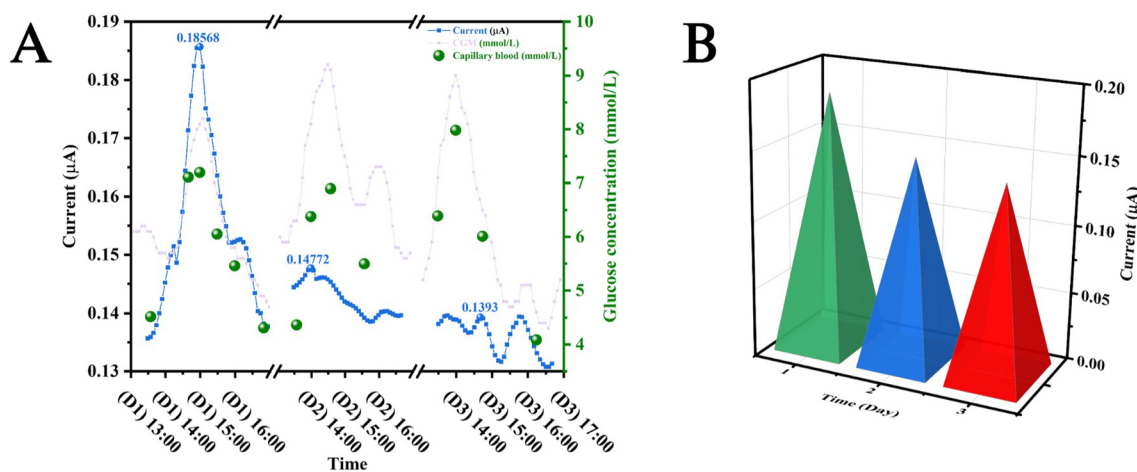 A
0.19
0.18
0.17
0.16
0.15
0.14
0.13
Current (μA)
0.18568
0.14772
0.1393
Current (μA)
CGM (mmol/L)
Capillary blood (mmol/L)
10
9
8
7
6
5
4
Glucose concentration (mmol/L)
(D1) 13:00
(D1) 14:00
(D1) 15:00
(D1) 16:00
(D2) 14:00
(D2) 15:00
(D2) 16:00
(D3) 14:00
(D3) 15:00
(D3) 16:00
(D3) 17:00
Time
B
0.20
0.15
0.10
0.05
0.00
Current (μA)
1
2
3
Time (Day)